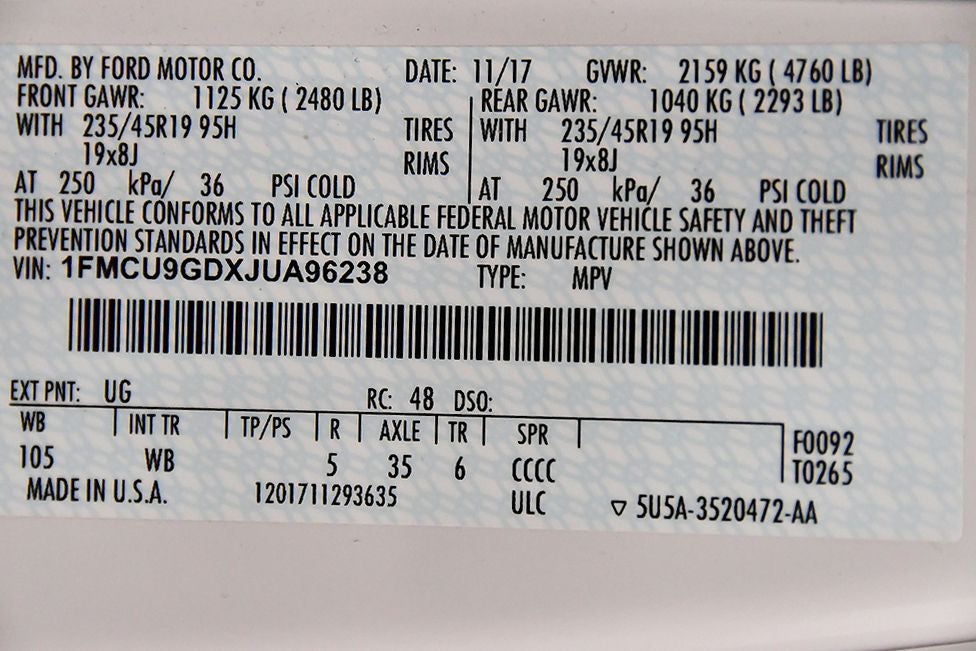 MFD. BY FORD MOTOR CO. DATE: 11/17 GVWR: 2159 KG ( 4760 LB)
FRONT GAWR: 1125 KG ( 2480 LB) REAR GAWR: 1040 KG ( 2293 LB)
WITH 235/45R19 95H TIRES WITH 235/45R19 95H TIRES
19x8J RIMS 19x8J RIMS
AT 250 kPa/ 36 PSI COLD AT 250 kPa/ 36 PSI COLD
THIS VEHICLE CONFORMS TO ALL APPLICABLE FEDERAL MOTOR VEHICLE SAFETY AND THEFT
PREVENTION STANDARDS IN EFFECT ON THE DATE OF MANUFACTURE SHOWN ABOVE.
VIN: 1FMCU9GDXJUA96238 TYPE: MPV
EXT PNT: UG RC: 48 DSO:
WB INT TR TP/PS R AXLE TR SPR F0092
105 WB 5 35 6 CCCC T0265
MADE IN U.S.A. 1201711293635 ULC ▽ 5U5A-3520472-AA